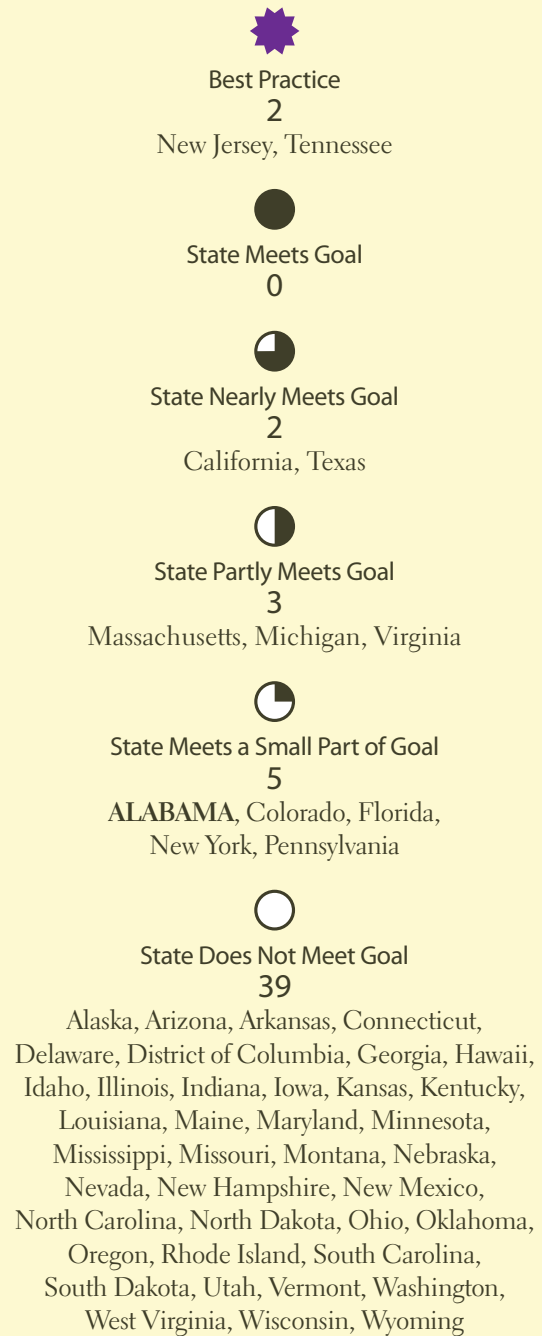 Best Practice
2
New Jersey, Tennessee
State Meets Goal
0
State Nearly Meets Goal
2
California, Texas
State Partly Meets Goal
3
Massachusetts, Michigan, Virginia
State Meets a Small Part of Goal
5
ALABAMA, Colorado, Florida,
New York, Pennsylvania
State Does Not Meet Goal
39
Alaska, Arizona, Arkansas, Connecticut,
Delaware, District of Columbia, Georgia, Hawaii,
Idaho, Illinois, Indiana, Iowa, Kansas, Kentucky,
Louisiana, Maine, Maryland, Minnesota,
Mississippi, Missouri, Montana, Nebraska,
Nevada, New Hampshire, New Mexico,
North Carolina, North Dakota, Ohio, Oklahoma,
Oregon, Rhode Island, South Carolina,
South Dakota, Utah, Vermont, Washington,
West Virginia, Wisconsin, Wyoming